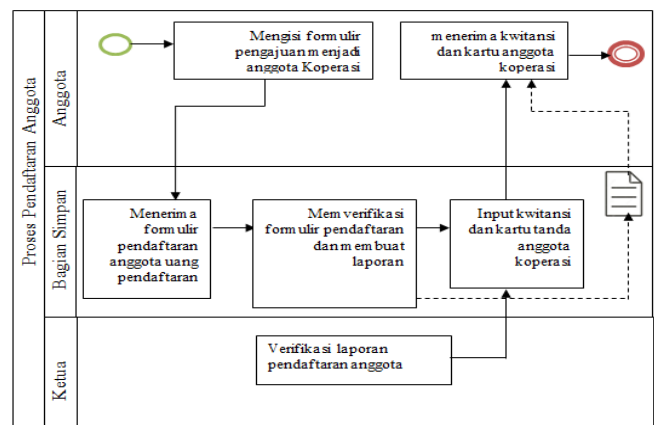 Proses Pendaftaran Anggota
Anggota
Mengisi formulir
pengajuan menjadi
anggota Koperasi
menerima kwitansi
dan kartu anggota
koperasi
Bagian Simpan
Menerima
formulir
pendaftaran
anggota uang
pendaftaran
Memverifikasi
formulir pendaftaran
dan membuat
laporan
Input kwitansi
dan kartu tanda
anggota
koperasi
Ketua
Verifikasi laporan
pendaftaran anggota